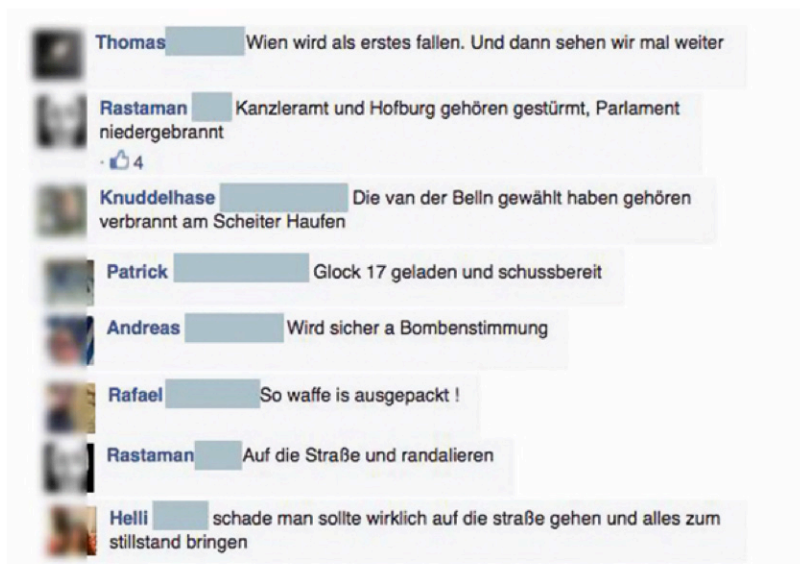 Thomas Wien wird als erstes fallen. Und dann sehen wir mal weiter
Rastaman Kanzleramt und Hofburg gehören gestürmt, Parlament
niedergebrannt
· 4
Knuddelhase Die van der Belln gewählt haben gehören
verbrannt am Scheiter Haufen
Patrick Glock 17 geladen und schussbereit
Andreas Wird sicher a Bombenstimmung
Rafael So waffe is ausgepackt !
Rastaman Auf die Straße und randalieren
Helli schade man sollte wirklich auf die straße gehen und alles zum
stillstand bringen